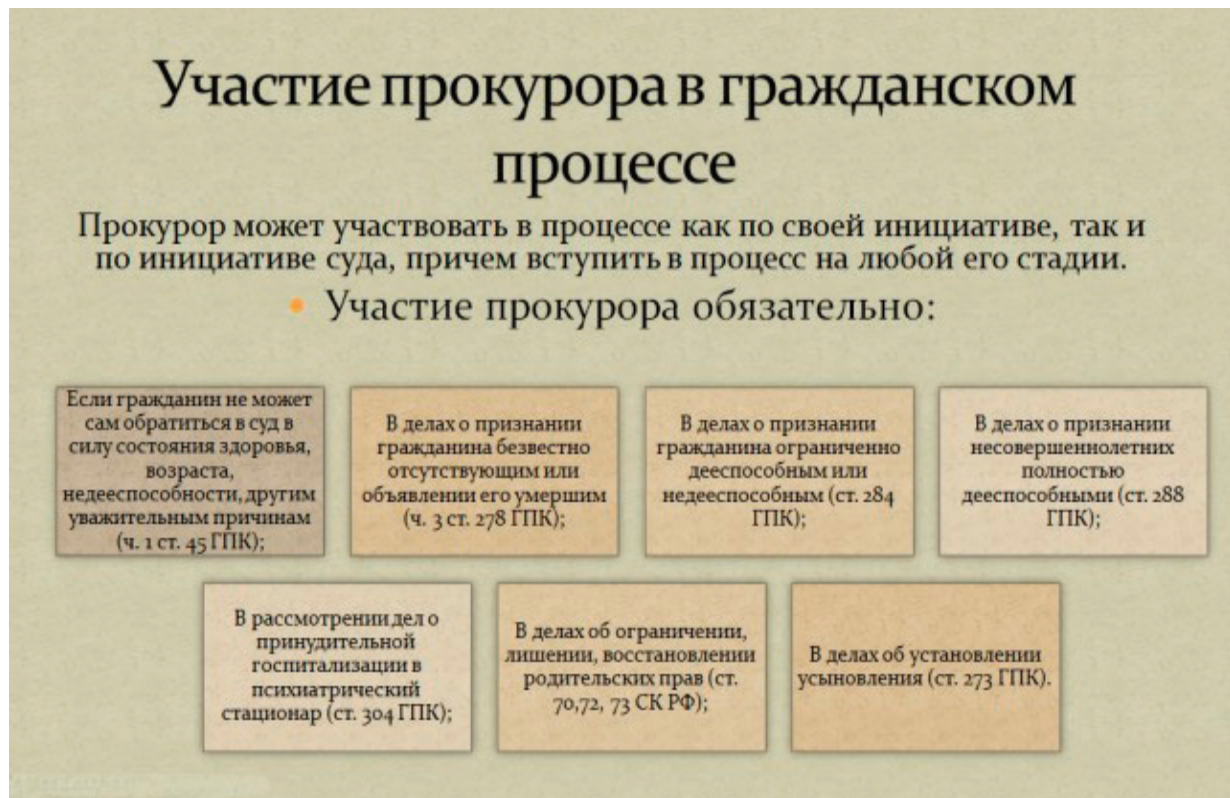 Участие прокурора в гражданском
процессе
Прокурор может участвовать в процессе как по своей инициативе, так и
по инициативе суда, причем вступить в процесс на любой его стадии.
• Участие прокурора обязательно:
Если гражданин не может
сам обратиться в суд в
силу состояния здоровья,
возраста,
недееспособности, другим
уважительным причинам
(ч. 1 ст. 45 ГПК);
В делах о признании
гражданина безвестно
отсутствующим или
объявлении его умершим
(ч. 3 ст. 278 ГПК);
В делах о признании
гражданина ограниченно
дееспособным или
недееспособным (ст. 284
ГПК);
В делах о признании
несовершеннолетних
полностью
дееспособными (ст. 288
ГПК);
В рассмотрении дел о
принудительной
госпитализации в
психиатрический
стационар (ст. 304 ГПК);
В делах об ограничении,
лишении, восстановлении
родительских прав (ст.
70,72, 73 СК РФ);
В делах об установлении
усыновления (ст. 273 ГПК).